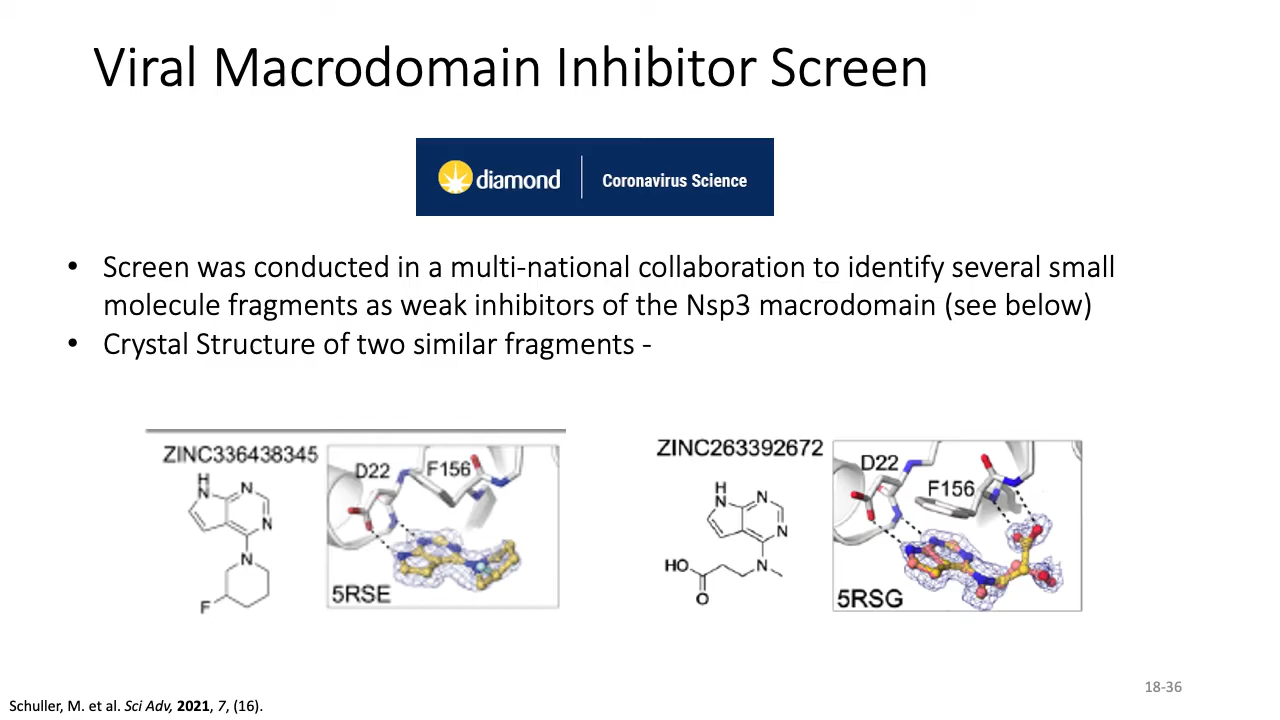 Viral Macrodomain Inhibitor Screen
diamond
Coronavirus Science
• Screen was conducted in a multi-national collaboration to identify several small
molecule fragments as weak inhibitors of the Nsp3 macrodomain (see below)
• Crystal Structure of two similar fragments -
ZINC336438345
H
N
N
N
N
F
D22
F156
5RSE
ZINC263392672
H
N
N
N
HO
N
O
D22
F156
5RSG
18-36
Schuller, M. et al. Sci Adv, 2021, 7, (16).